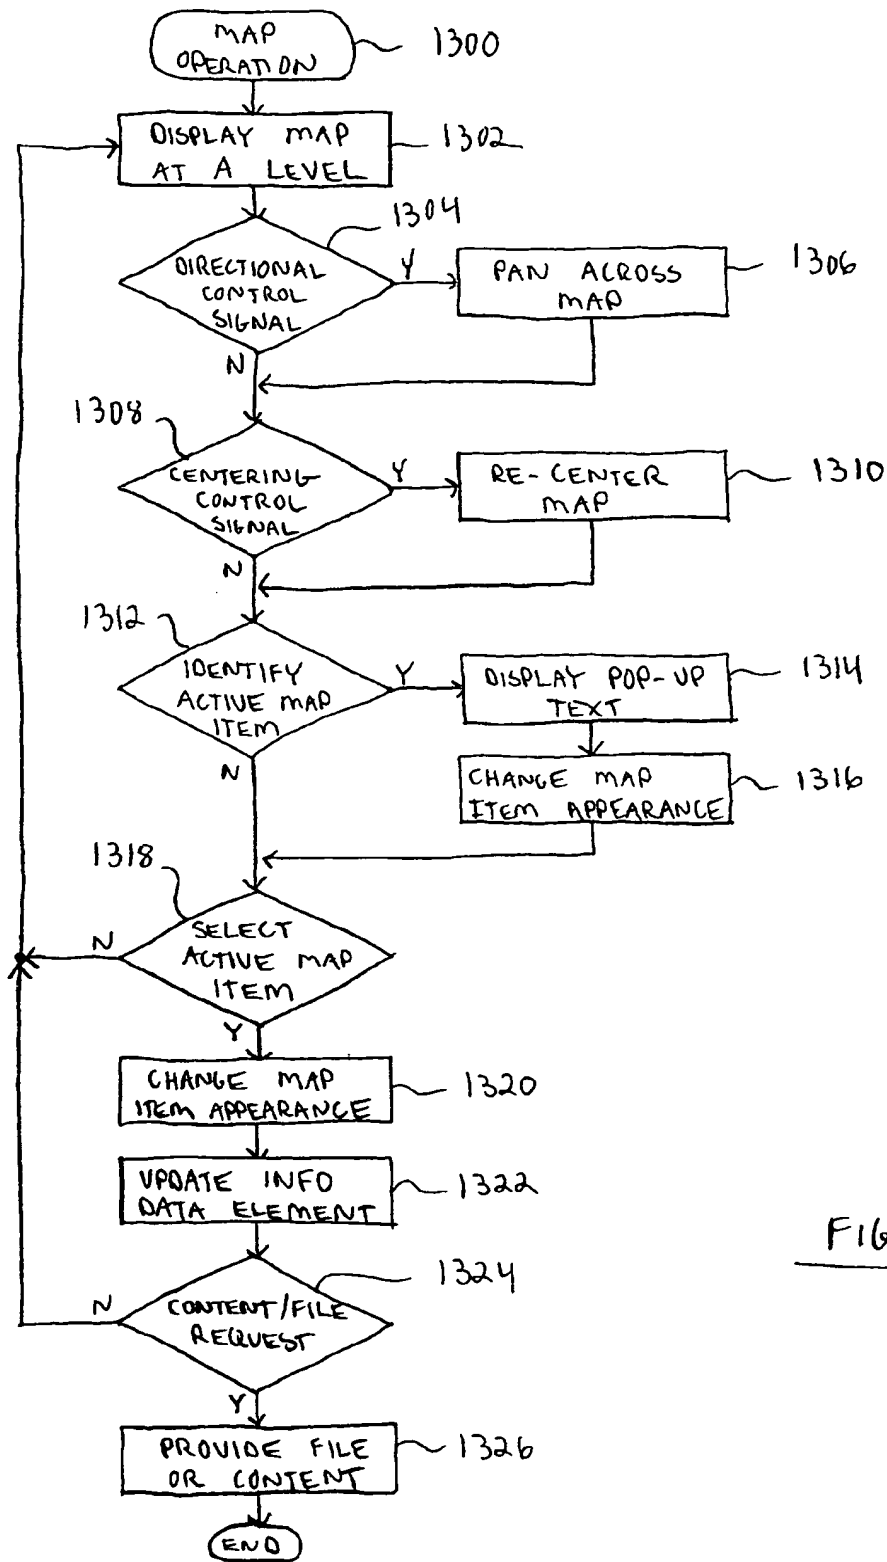 MAP
OPERATION
1300
DISPLAY MAP
AT A LEVEL
1302
1304
DIRECTIONAL
CONTROL
SIGNAL
Y
PAN ACROSS
MAP
1306
N
1308
CENTERING
CONTROL
SIGNAL
Y
RE-CENTER
MAP
1310
N
1312
IDENTIFY
ACTIVE MAP
ITEM
Y
DISPLAY POP-UP
TEXT
1314
N
CHANGE MAP
ITEM APPEARANCE
1316
1318
SELECT
ACTIVE MAP
ITEM
N
Y
CHANGE MAP
ITEM APPEARANCE
1320
UPDATE INFO
DATA ELEMENT
1322
1324
CONTENT/FILE
REQUEST
N
Y
PROVIDE FILE
OR CONTENT
1326
END
FIG